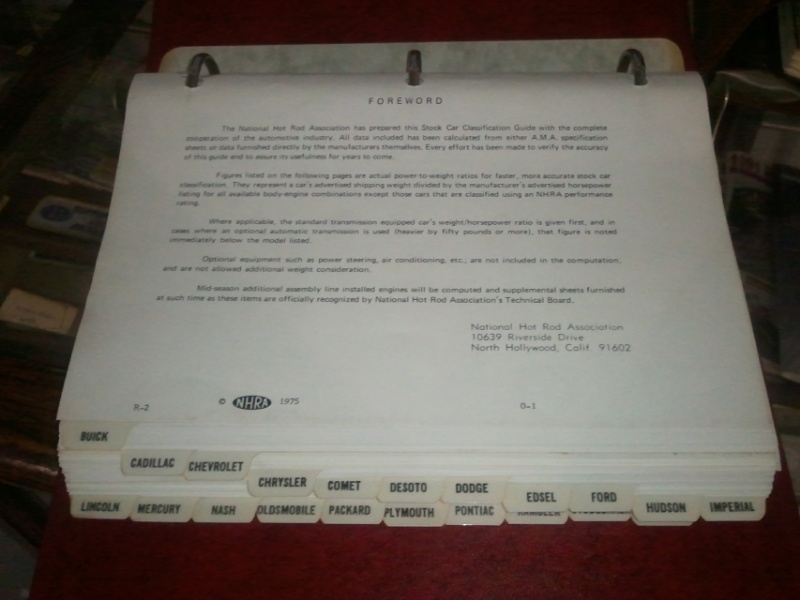 FOREWORD
The National Hot Rod Association has prepared this Stock Car Classification Guide with the complete
cooperation of the automotive industry. All data included has been calculated from either A.M.A. specification
sheets or data furnished directly by the manufacturers themselves. Every effort has been made to verify the accuracy
of this guide and to assure its usefulness for years to come.
Figures listed on the following pages are actual power-to-weight ratios for faster, more accurate stock car
classification. They represent a car's advertised shipping weight divided by the manufacturer's advertised horsepower
listing for all available body-engine combinations except those cars that are classified using an NHRA performance
rating.
Where applicable, the standard transmission equipped car's weight/horsepower ratio is given first, and in
cases where an optional automatic transmission is used (heavier by fifty pounds or more), that figure is noted
immediately below the model listed.
Optional equipment such as power steering, air conditioning, etc.; are not included in the computation,
and are not allowed additional weight consideration.
Mid-season additional assembly line installed engines will be computed and supplemental sheets furnished
at such time as these items are officially recognized by National Hot Rod Association's Technical Board.
National Hot Rod Association
10639 Riverside Drive
North Hollywood, Calif. 91602
R-2 © NHRA 1975 0-1
BUICK
CADILLAC CHEVROLET
CHRYSLER COMET DESOTO DODGE
EDSEL FORD
LINCOLN MERCURY NASH OLDSMOBILE PACKARD PLYMOUTH PONTIAC HUDSON IMPERIAL